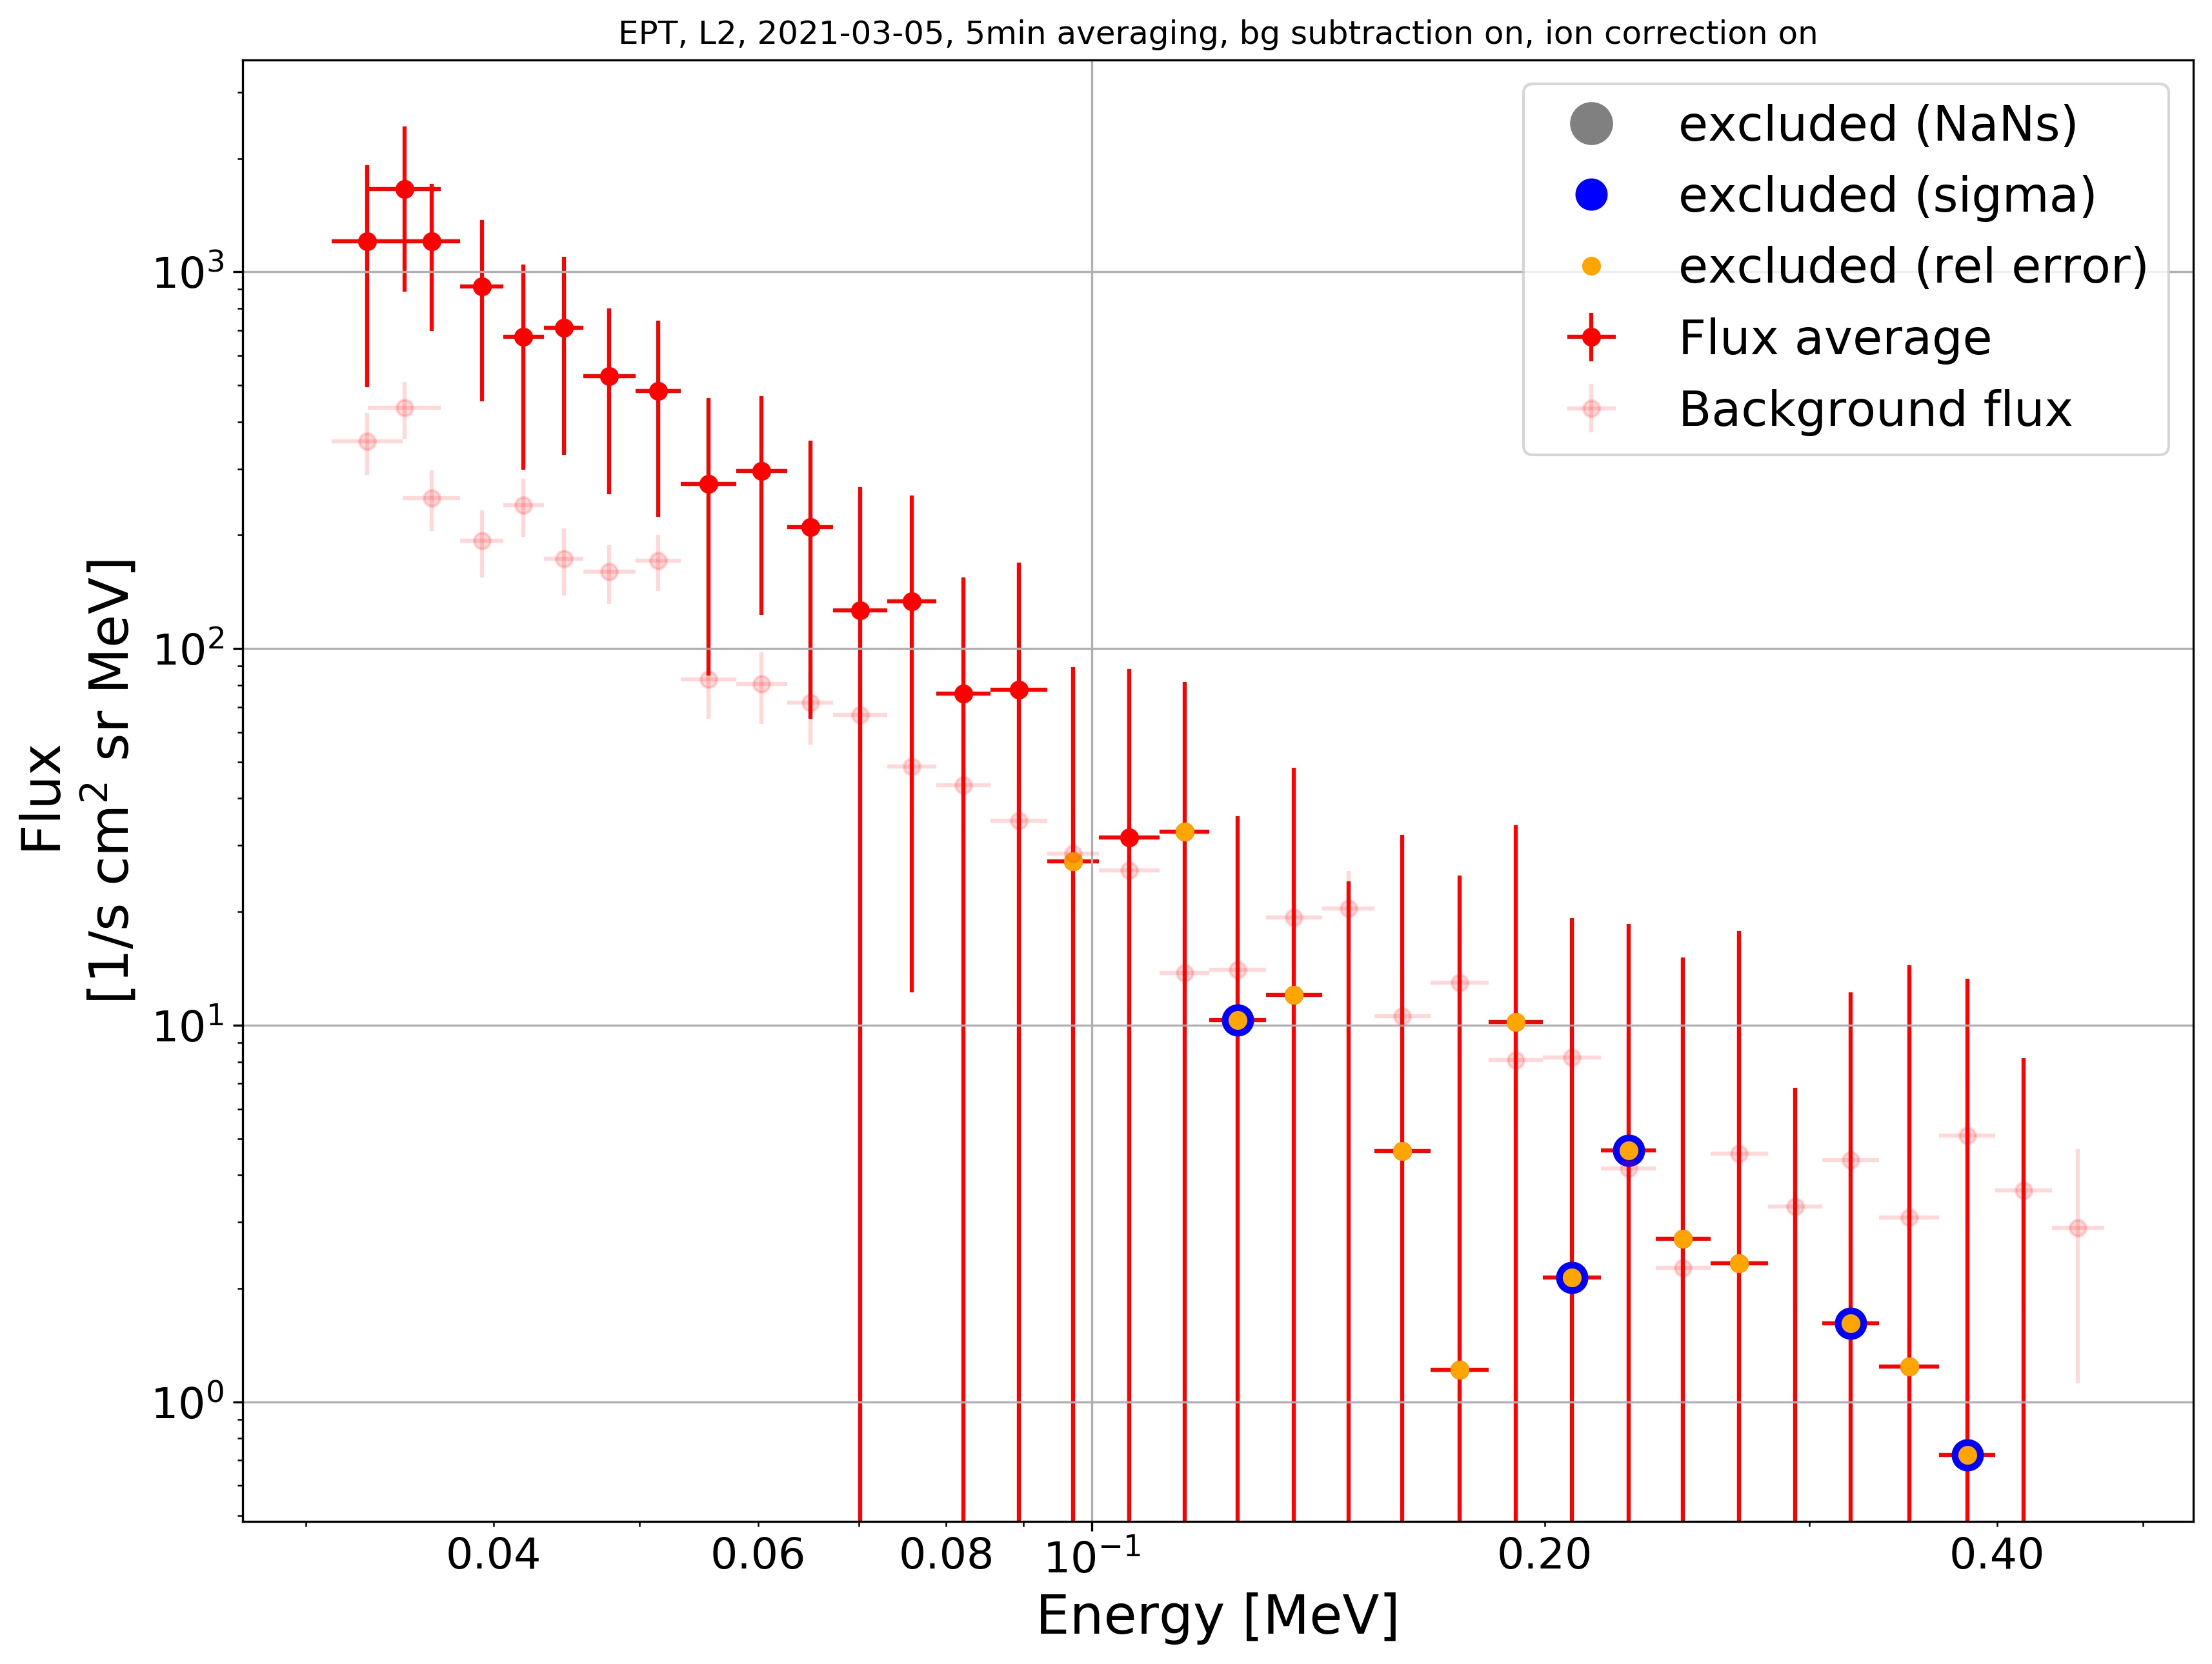 EPT, L2, 2021-03-05, 5min averaging, bg subtraction on, ion correction on
excluded (NaNs)
excluded (sigma)
excluded (rel error)
Flux average
Background flux
10³
10²
10¹
10⁰
Flux
[1/s cm² sr MeV]
0.04
0.06
0.08
10⁻¹
0.20
0.40
Energy [MeV]